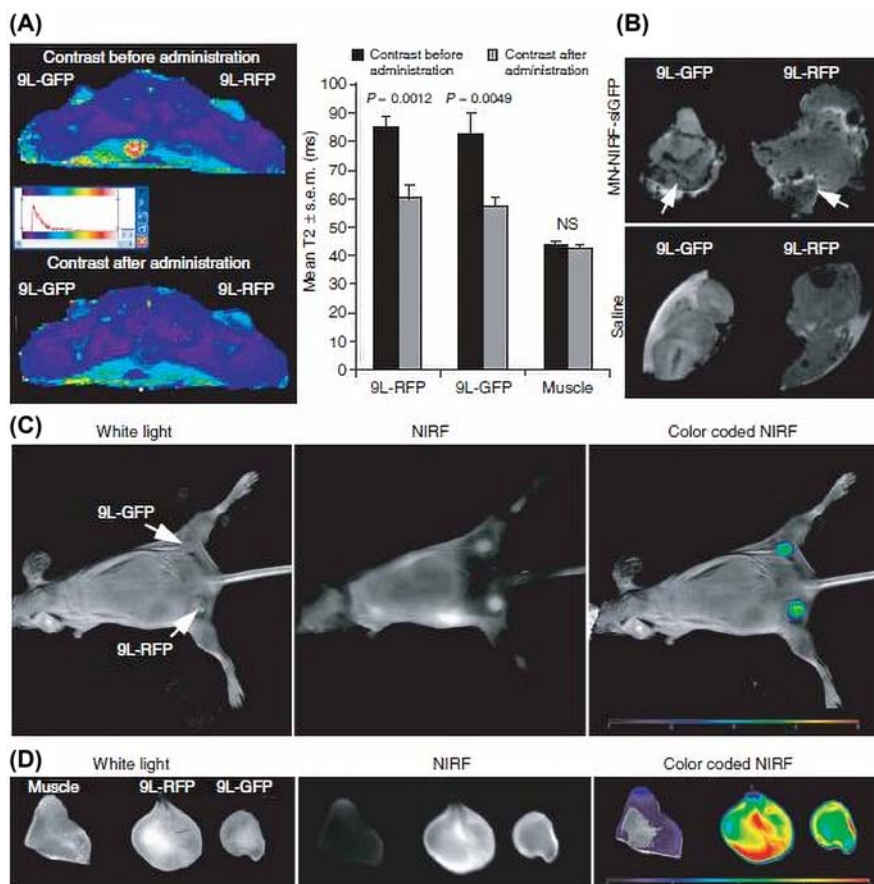 (A)
Contrast before administration
9L-GFP
9L-RFP
Contrast after administration
9L-GFP
9L-RFP
Contrast before
administration
Contrast after
administration
Mean T2 ± s.e.m. (ms)
100
90
80
70
60
50
40
30
20
10
0
P = 0.0012
P = 0.0049
NS
9L-RFP
9L-GFP
Muscle
(B)
9L-GFP
9L-RFP
MN-NIRF-siGFP
9L-GFP
9L-RFP
Saline
(C)
White light
NIRF
Color coded NIRF
9L-GFP
9L-RFP
(D)
White light
NIRF
Color coded NIRF
Muscle
9L-RFP
9L-GFP